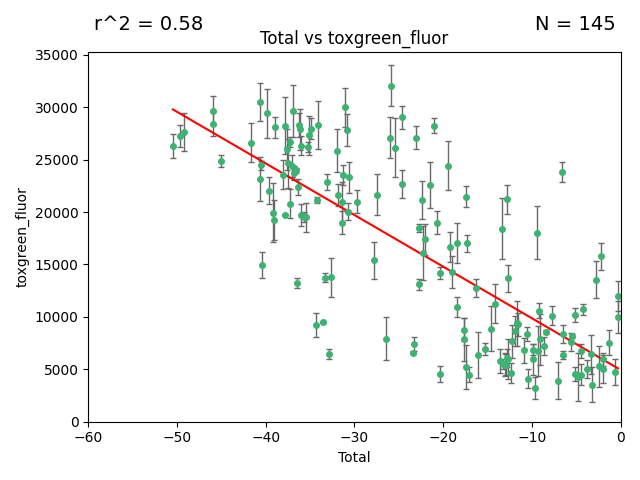 r^2 = 0.58 N = 145
Total vs toxgreen_fluor
35000
30000
25000
20000
15000
10000
5000
0
toxgreen_fluor
−60 −50 −40 −30 −20 −10 0
Total